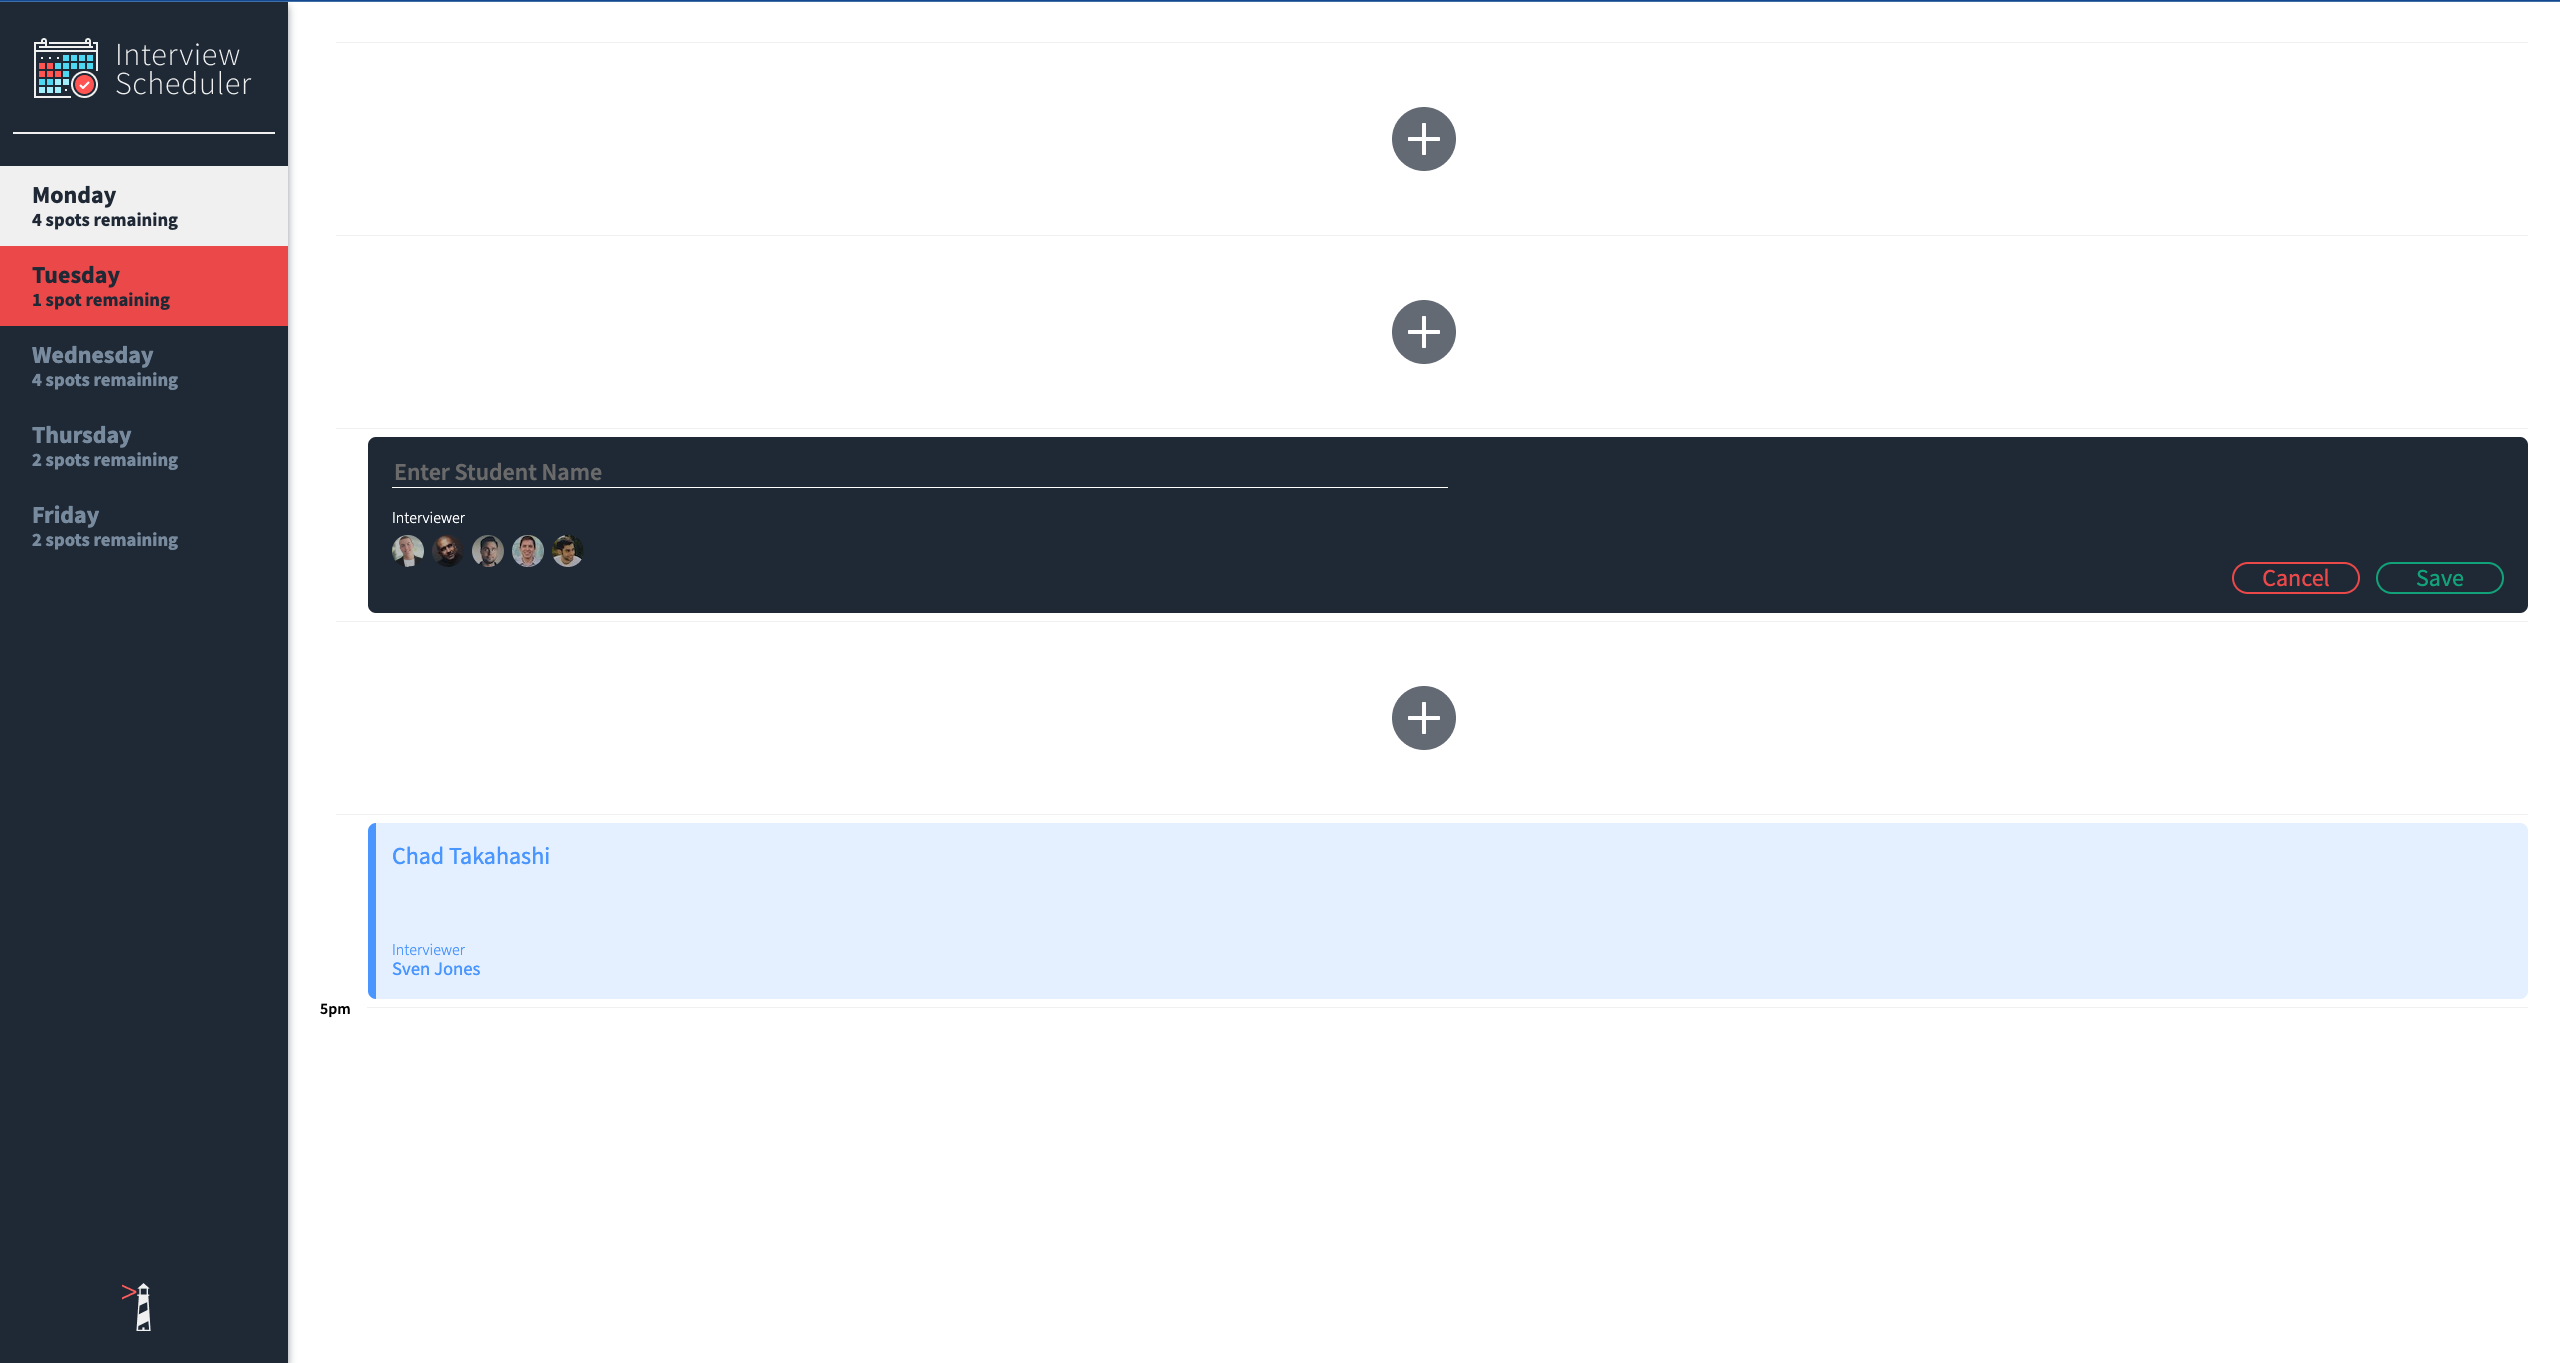 Interview
Scheduler
Monday
4 spots remaining
Tuesday
1 spot remaining
Wednesday
4 spots remaining
Thursday
2 spots remaining
Friday
2 spots remaining
Enter Student Name
Interviewer
Cancel
Save
Chad Takahashi
Interviewer
Sven Jones
5pm